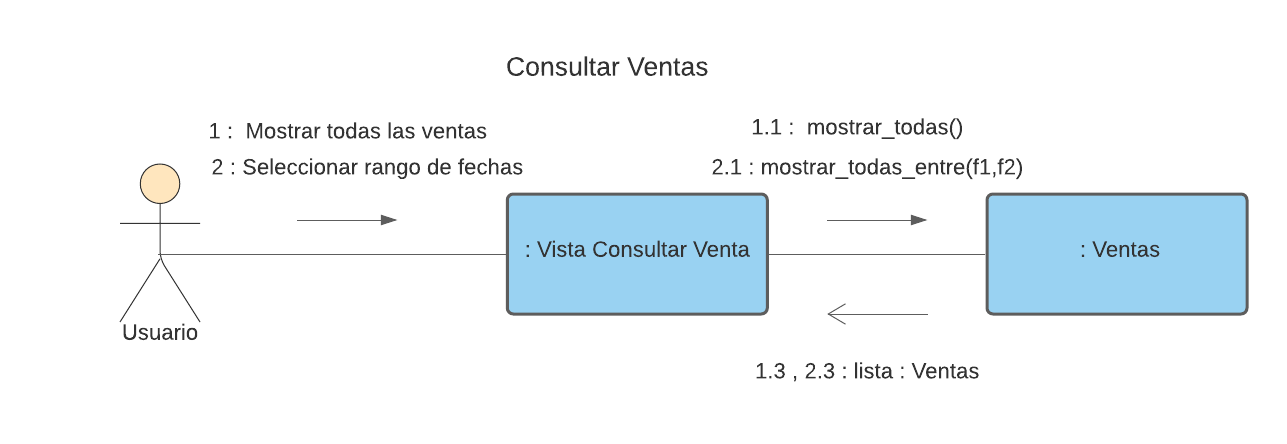 Consultar Ventas
1 : Mostrar todas las ventas
2 : Seleccionar rango de fechas
1.1 : mostrar_todas()
2.1 : mostrar_todas_entre(f1,f2)
: Vista Consultar Venta
: Ventas
Usuario
1.3 , 2.3 : lista : Ventas